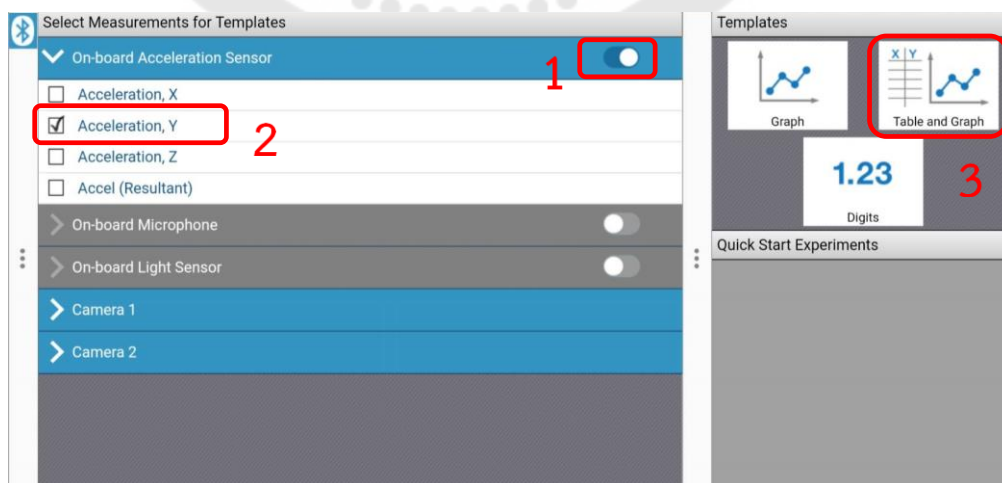 Select Measurements for Templates
On-board Acceleration Sensor
1
Acceleration, X
Acceleration, Y
2
Acceleration, Z
Accel (Resultant)
On-board Microphone
On-board Light Sensor
Camera 1
Camera 2
Templates
Graph
X Y
Table and Graph
1.23
Digits
3
Quick Start Experiments